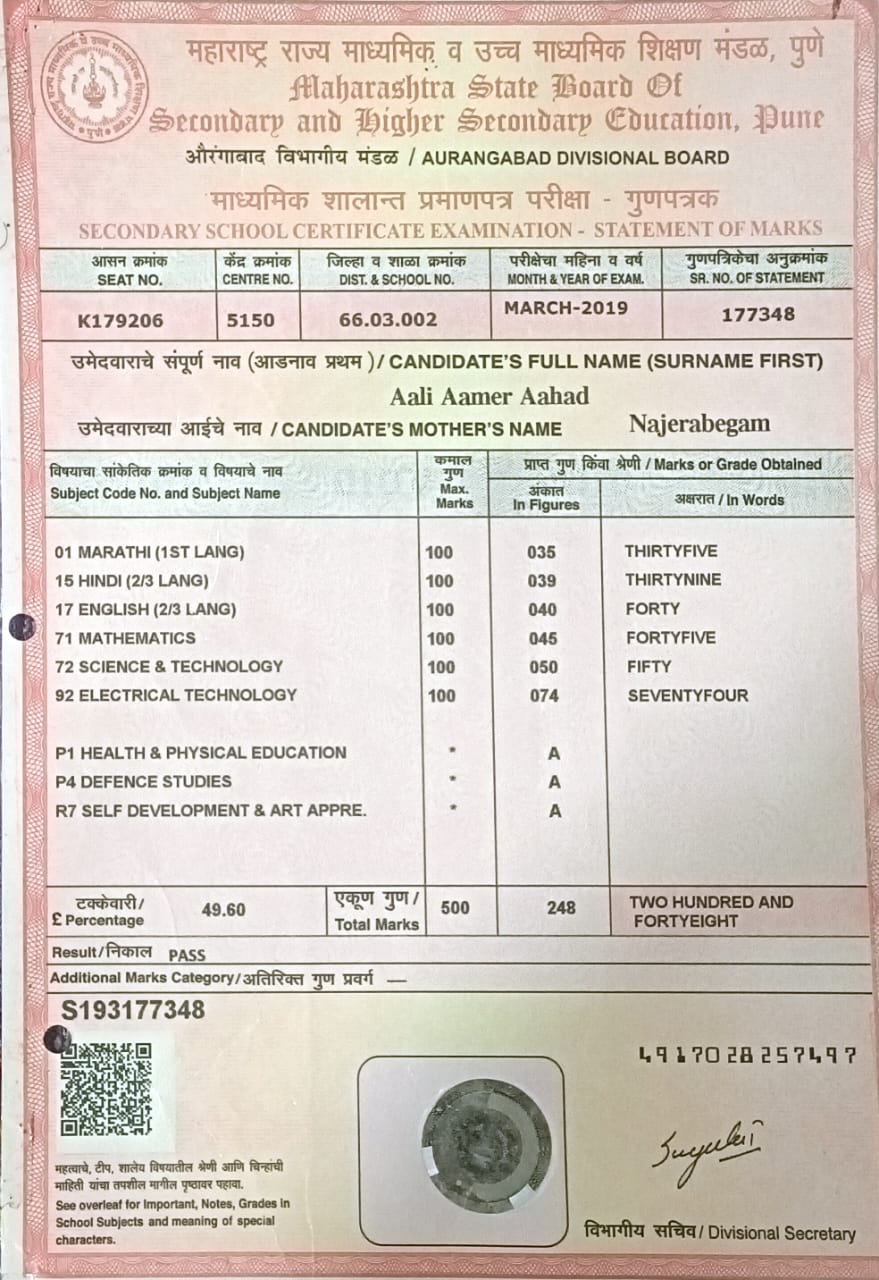 महाराष्ट्र राज्य माध्यमिक व उच्च माध्यमिक शिक्षण मंडळ, पुणे
Maharashtra State Board Of
Secondary and Higher Secondary Education, Pune
औरंगाबाद विभागीय मंडळ / AURANGABAD DIVISIONAL BOARD
माध्यमिक शालान्त प्रमाणपत्र परीक्षा - गुणपत्रक
SECONDARY SCHOOL CERTIFICATE EXAMINATION - STATEMENT OF MARKS
आसन क्रमांक केंद्र क्रमांक जिल्हा व शाळा क्रमांक परीक्षेचा महिना व वर्ष गुणपत्रिकेचा अनुक्रमांक
SEAT NO. CENTRE NO. DIST. & SCHOOL NO. MONTH & YEAR OF EXAM. SR. NO. OF STATEMENT
K179206 5150 66.03.002 MARCH-2019 177348
उमेदवाराचे संपूर्ण नाव (आडनाव प्रथम )/ CANDIDATE'S FULL NAME (SURNAME FIRST)
Aali Aamer Aahad
उमेदवाराच्या आईचे नाव / CANDIDATE'S MOTHER'S NAME Najerabegam
विषयाचा सांकेतिक क्रमांक व विषयाचे नाव
Subject Code No. and Subject Name
कमाल
गुण
Max.
Marks
प्राप्त गुण किंवा श्रेणी / Marks or Grade Obtained
अंकात
In Figures
अक्षरात / In Words
01 MARATHI (1ST LANG) 100 035 THIRTYFIVE
15 HINDI (2/3 LANG) 100 039 THIRTYNINE
17 ENGLISH (2/3 LANG) 100 040 FORTY
71 MATHEMATICS 100 045 FORTYFIVE
72 SCIENCE & TECHNOLOGY 100 050 FIFTY
92 ELECTRICAL TECHNOLOGY 100 074 SEVENTYFOUR
P1 HEALTH & PHYSICAL EDUCATION * A
P4 DEFENCE STUDIES * A
R7 SELF DEVELOPMENT & ART APPRE. * A
टक्केवारी/
£ Percentage
49.60
एकूण गुण /
Total Marks
500 248
TWO HUNDRED AND
FORTYEIGHT
Result/निकाल PASS
Additional Marks Category/अतिरिक्त गुण प्रवर्ग —
S193177348
4917028257497
महत्वाचे, टीप, शालेय विषयातील श्रेणी आणि चिन्हांची
माहिती यांचा तपशील मागील पृष्ठावर पहावा.
See overleaf for Important, Notes, Grades in
School Subjects and meaning of special
characters.
विभागीय सचिव/ Divisional Secretary